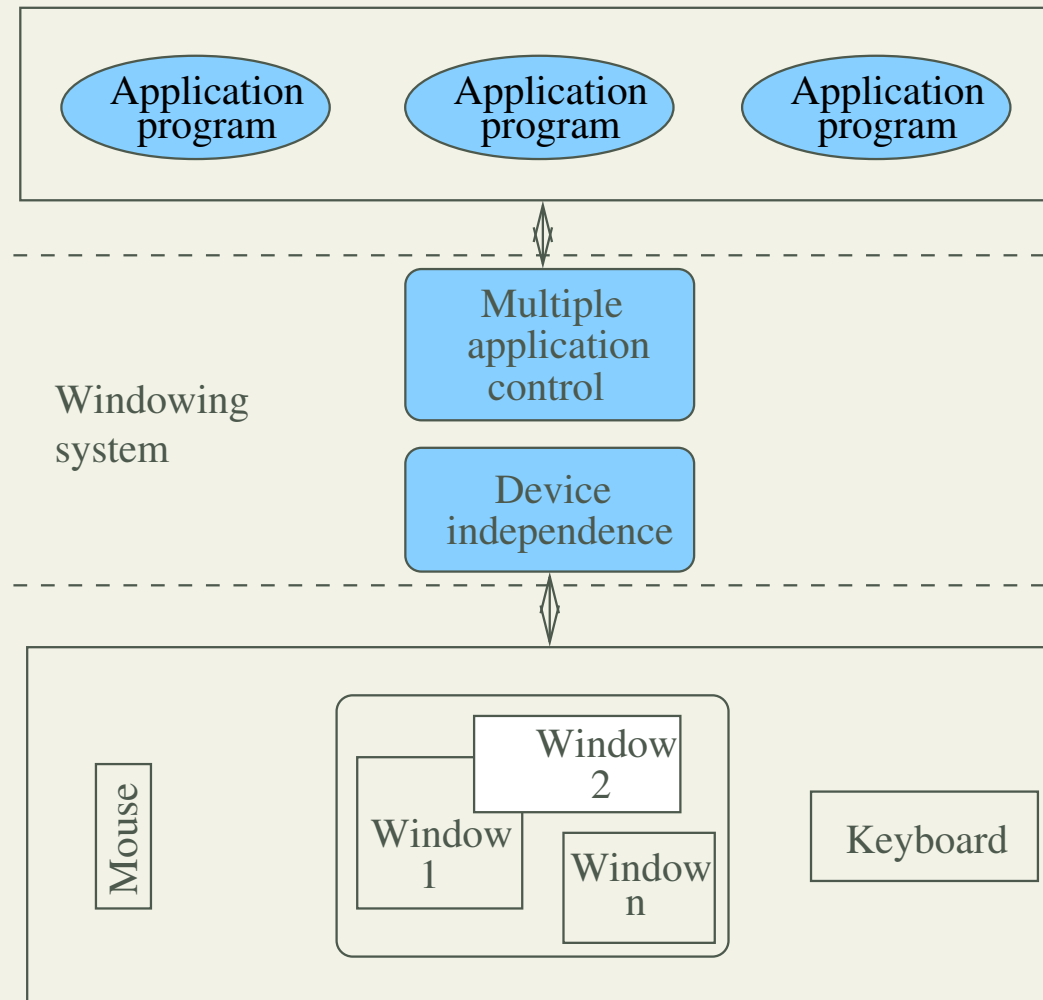 Application
program
Application
program
Application
program
Multiple
application
control
Windowing
system
Device
independence
Mouse
Window
1
Window
2
Window
n
Keyboard